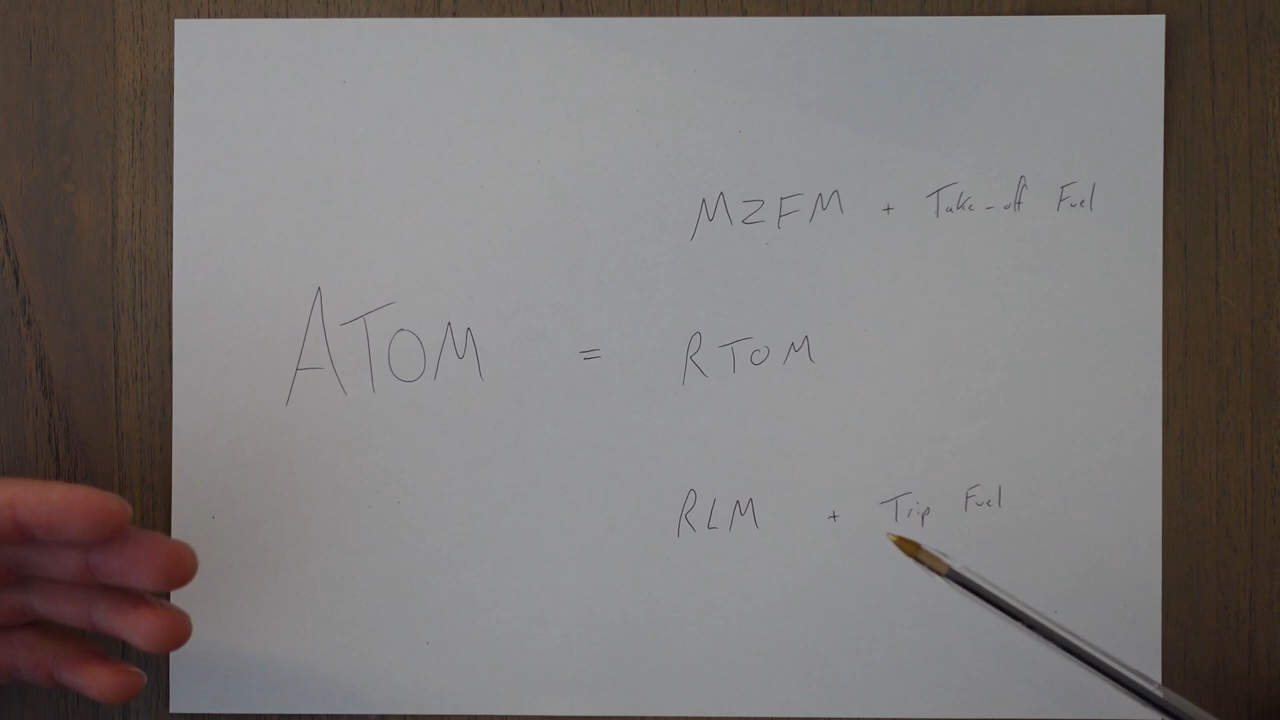 MZFM + Take-off Fuel
ATOM = RTOM
RLM + Trip Fuel